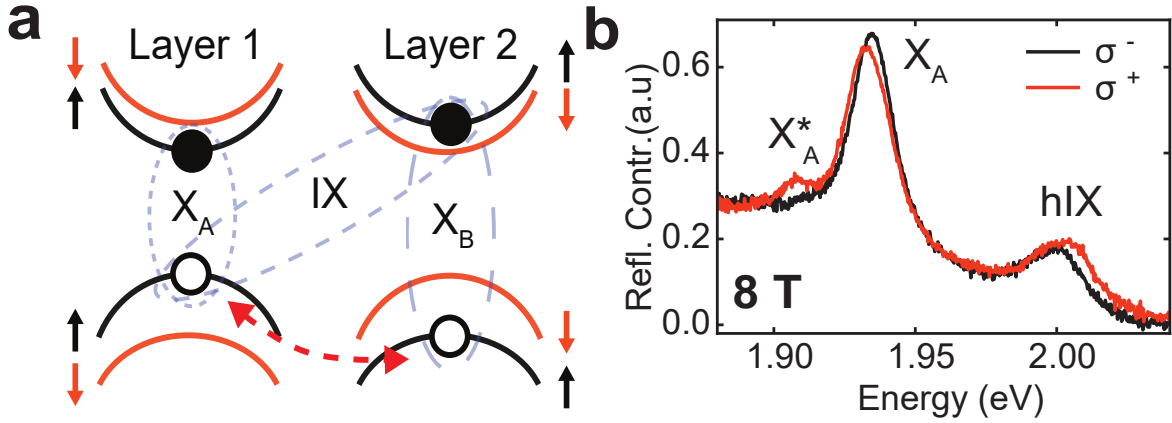 a
Layer 1
Layer 2
X_A
IX
X_B
b
Refl. Contr.(a.u)
0.6
0.4
0.2
0.0
X*_A
X_A
σ -
σ +
hIX
8 T
1.90
1.95
2.00
Energy (eV)